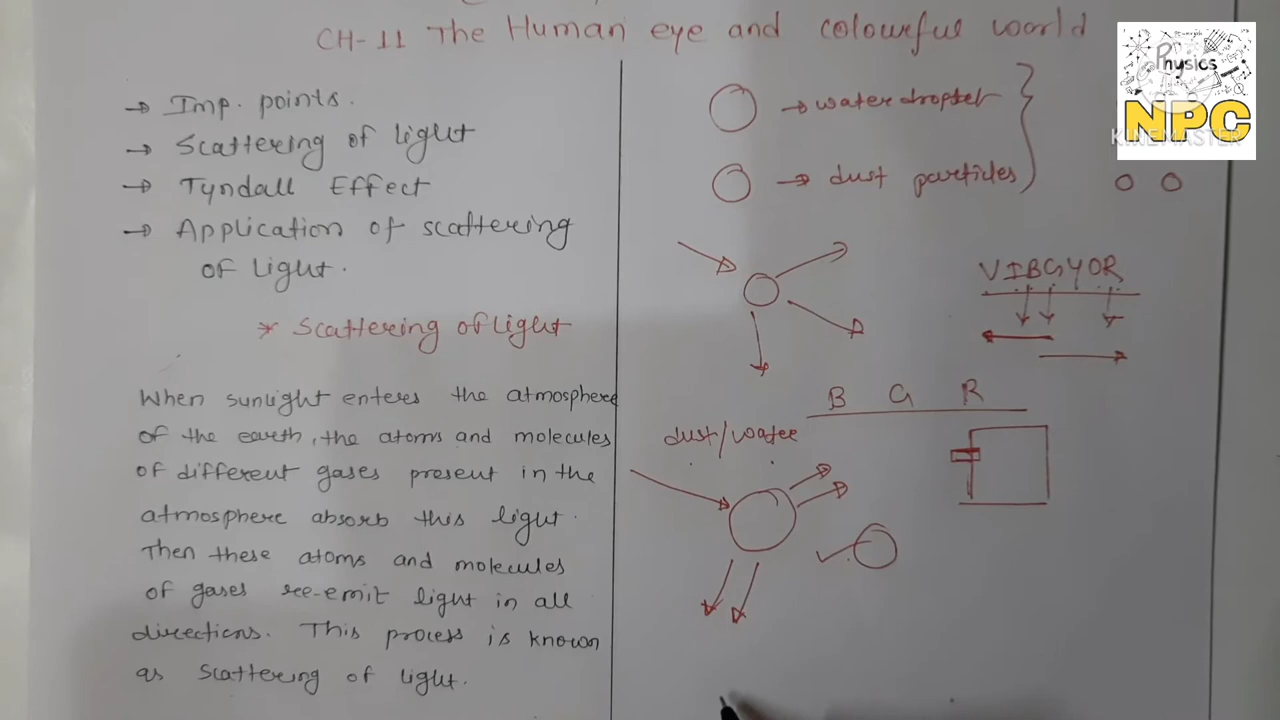 CH-11 The Human eye and colourful world
→ Imp. points.
→ Scattering of light
→ Tyndall Effect
→ Application of scattering
of light.
* Scattering of light
When sunlight enters the atmosphere
of the earth, the atoms and molecules
of different gases present in the
atmosphere absorb this light.
Then these atoms and molecules
of gases re-emit light in all
directions. This process is known
as scattering of light.
→ water droplet
→ dust particles
VIBGYOR
B G R
dust/water
Physics
NPC
KINEMASTER